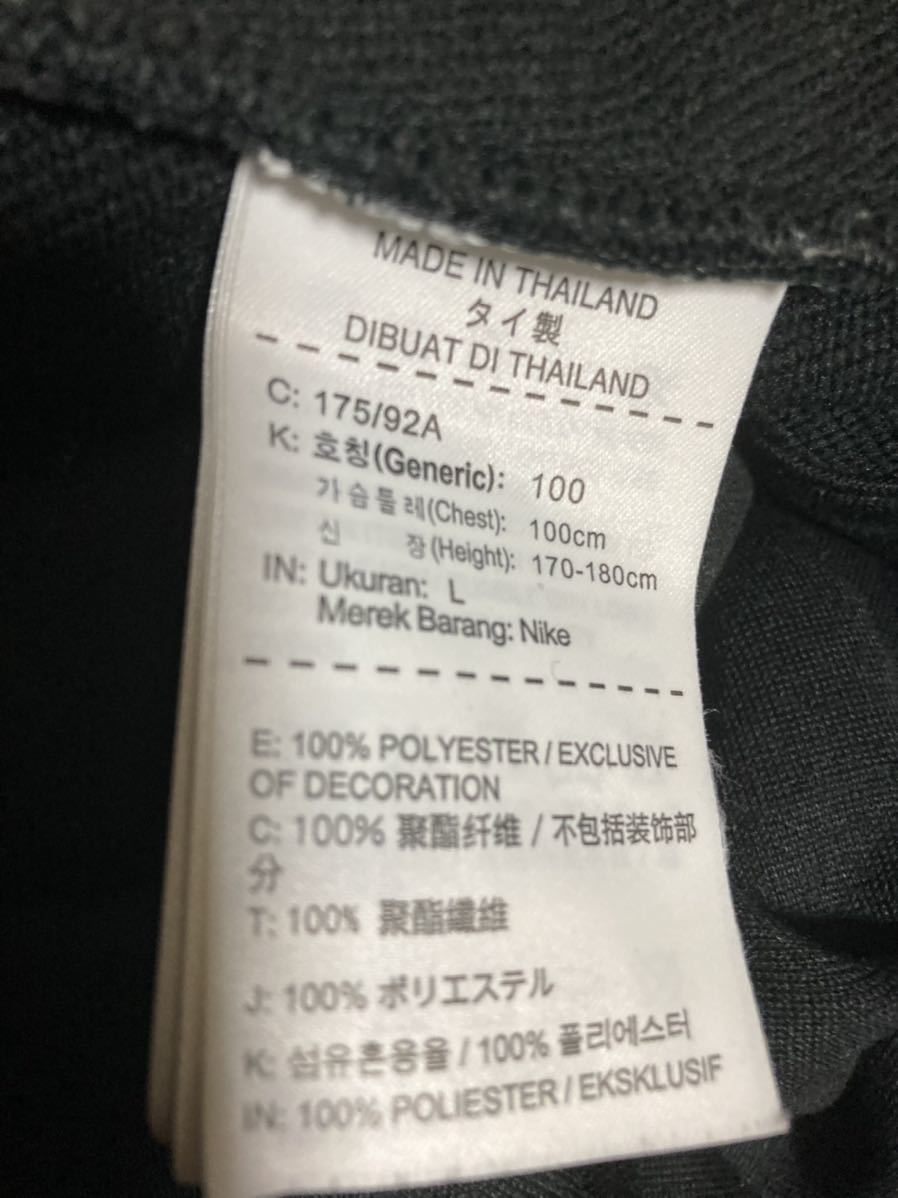 MADE IN THAILAND
タイ製
DIBUAT DI THAILAND
C: 175/92A
K: 호칭(Generic): 100
가슴둘레(Chest): 100cm
신 장(Height): 170-180cm
IN: Ukuran: L
Merek Barang: Nike
E: 100% POLYESTER / EXCLUSIVE
OF DECORATION
C: 100% 聚酯纤维 / 不包括装饰部
分
T: 100% 聚酯纖維
J: 100% ポリエステル
K: 섬유혼용율 / 100% 폴리에스터
IN: 100% POLIESTER / EKSKLUSIF